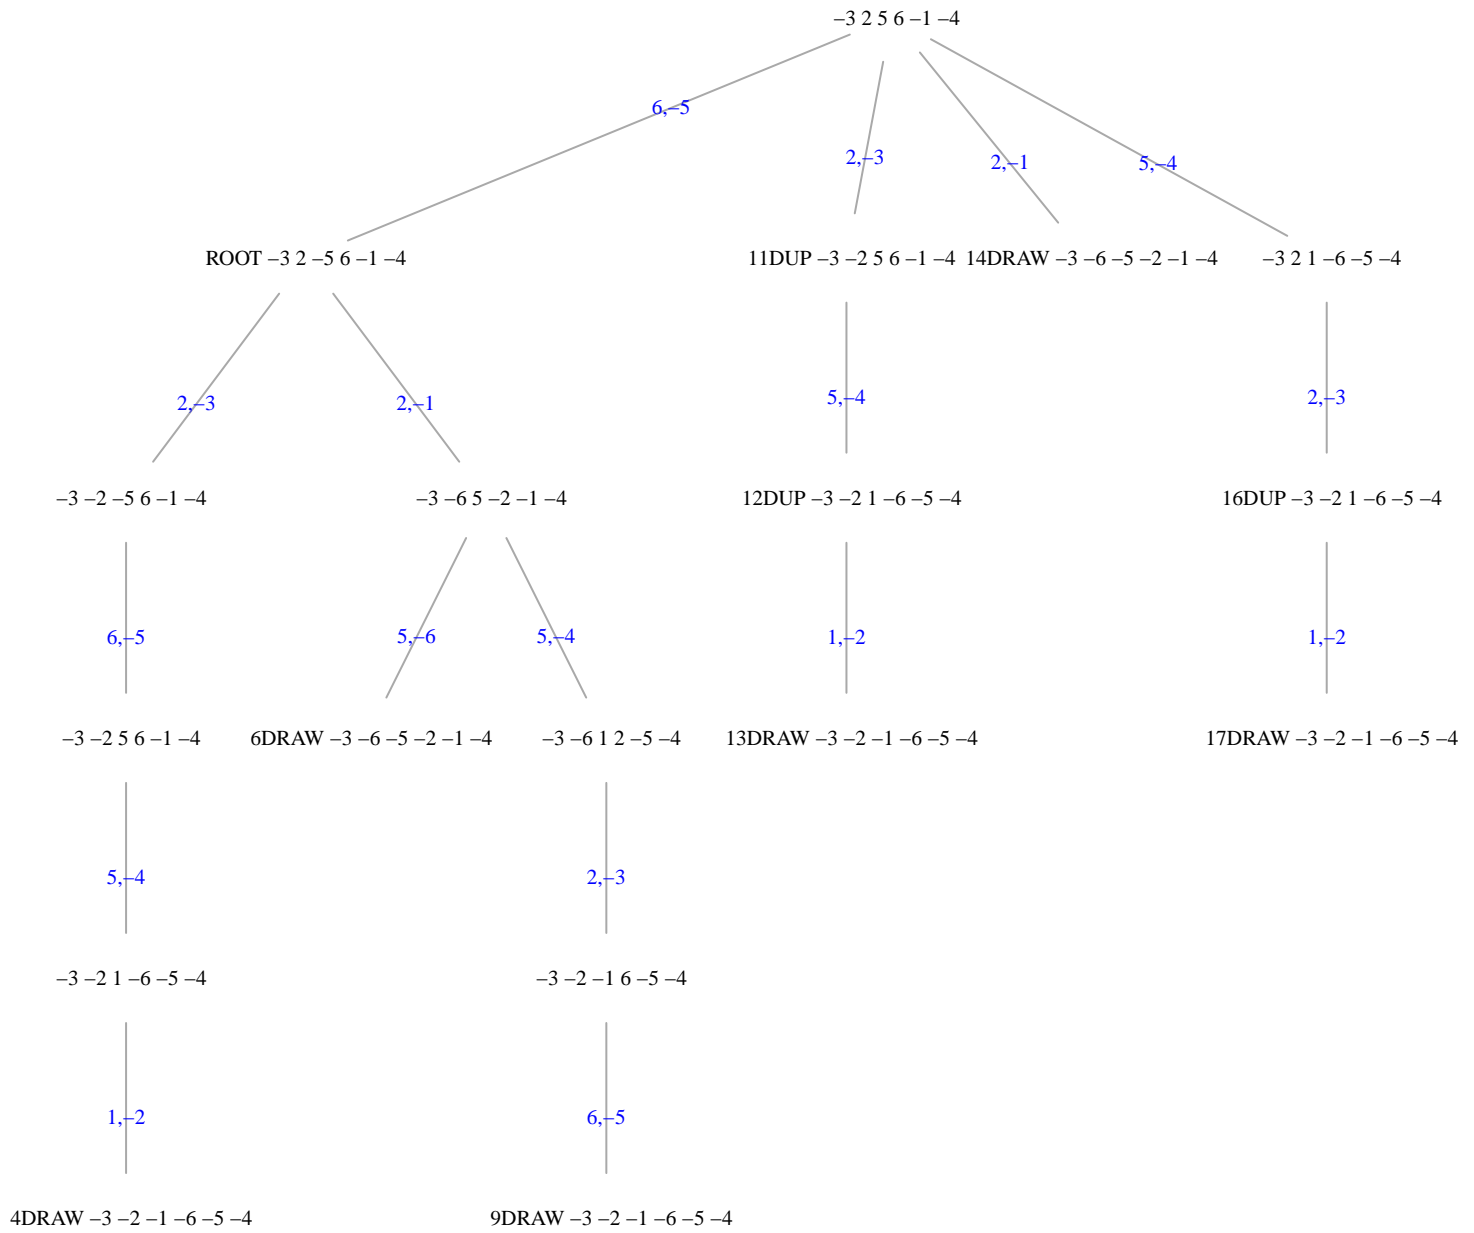 −3 2 5 6 −1 −4
6,−5
2,−3
2,−1
5,−4
ROOT −3 2 −5 6 −1 −4
11DUP −3 −2 5 6 −1 −4
14DRAW −3 −6 −5 −2 −1 −4
−3 2 1 −6 −5 −4
2,−3
2,−1
5,−4
2,−3
−3 −2 −5 6 −1 −4
−3 −6 5 −2 −1 −4
12DUP −3 −2 1 −6 −5 −4
16DUP −3 −2 1 −6 −5 −4
6,−5
5,−6
5,−4
1,−2
1,−2
−3 −2 5 6 −1 −4
6DRAW −3 −6 −5 −2 −1 −4
−3 −6 1 2 −5 −4
13DRAW −3 −2 −1 −6 −5 −4
17DRAW −3 −2 −1 −6 −5 −4
5,−4
2,−3
−3 −2 1 −6 −5 −4
−3 −2 −1 6 −5 −4
1,−2
6,−5
4DRAW −3 −2 −1 −6 −5 −4
9DRAW −3 −2 −1 −6 −5 −4